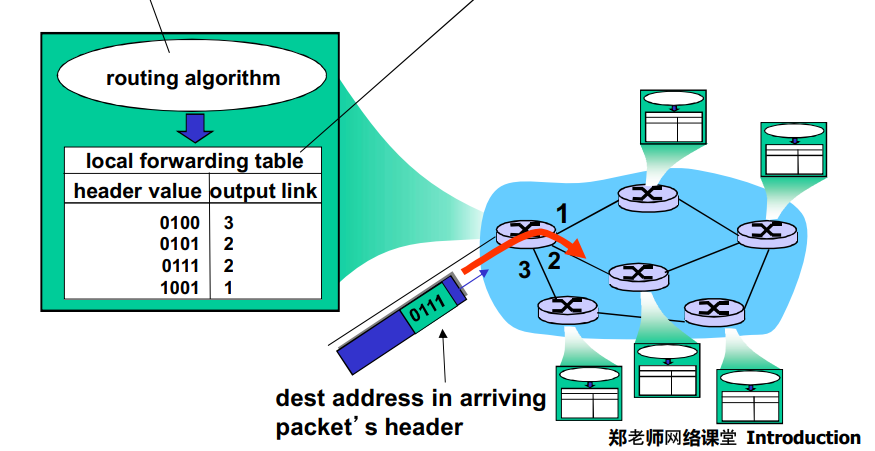 routing algorithm
local forwarding table
header value output link
0100 3
0101 2
0111 2
1001 1
1
2
3
0111
dest address in arriving
packet’s header
郑老师网络课堂 Introduction